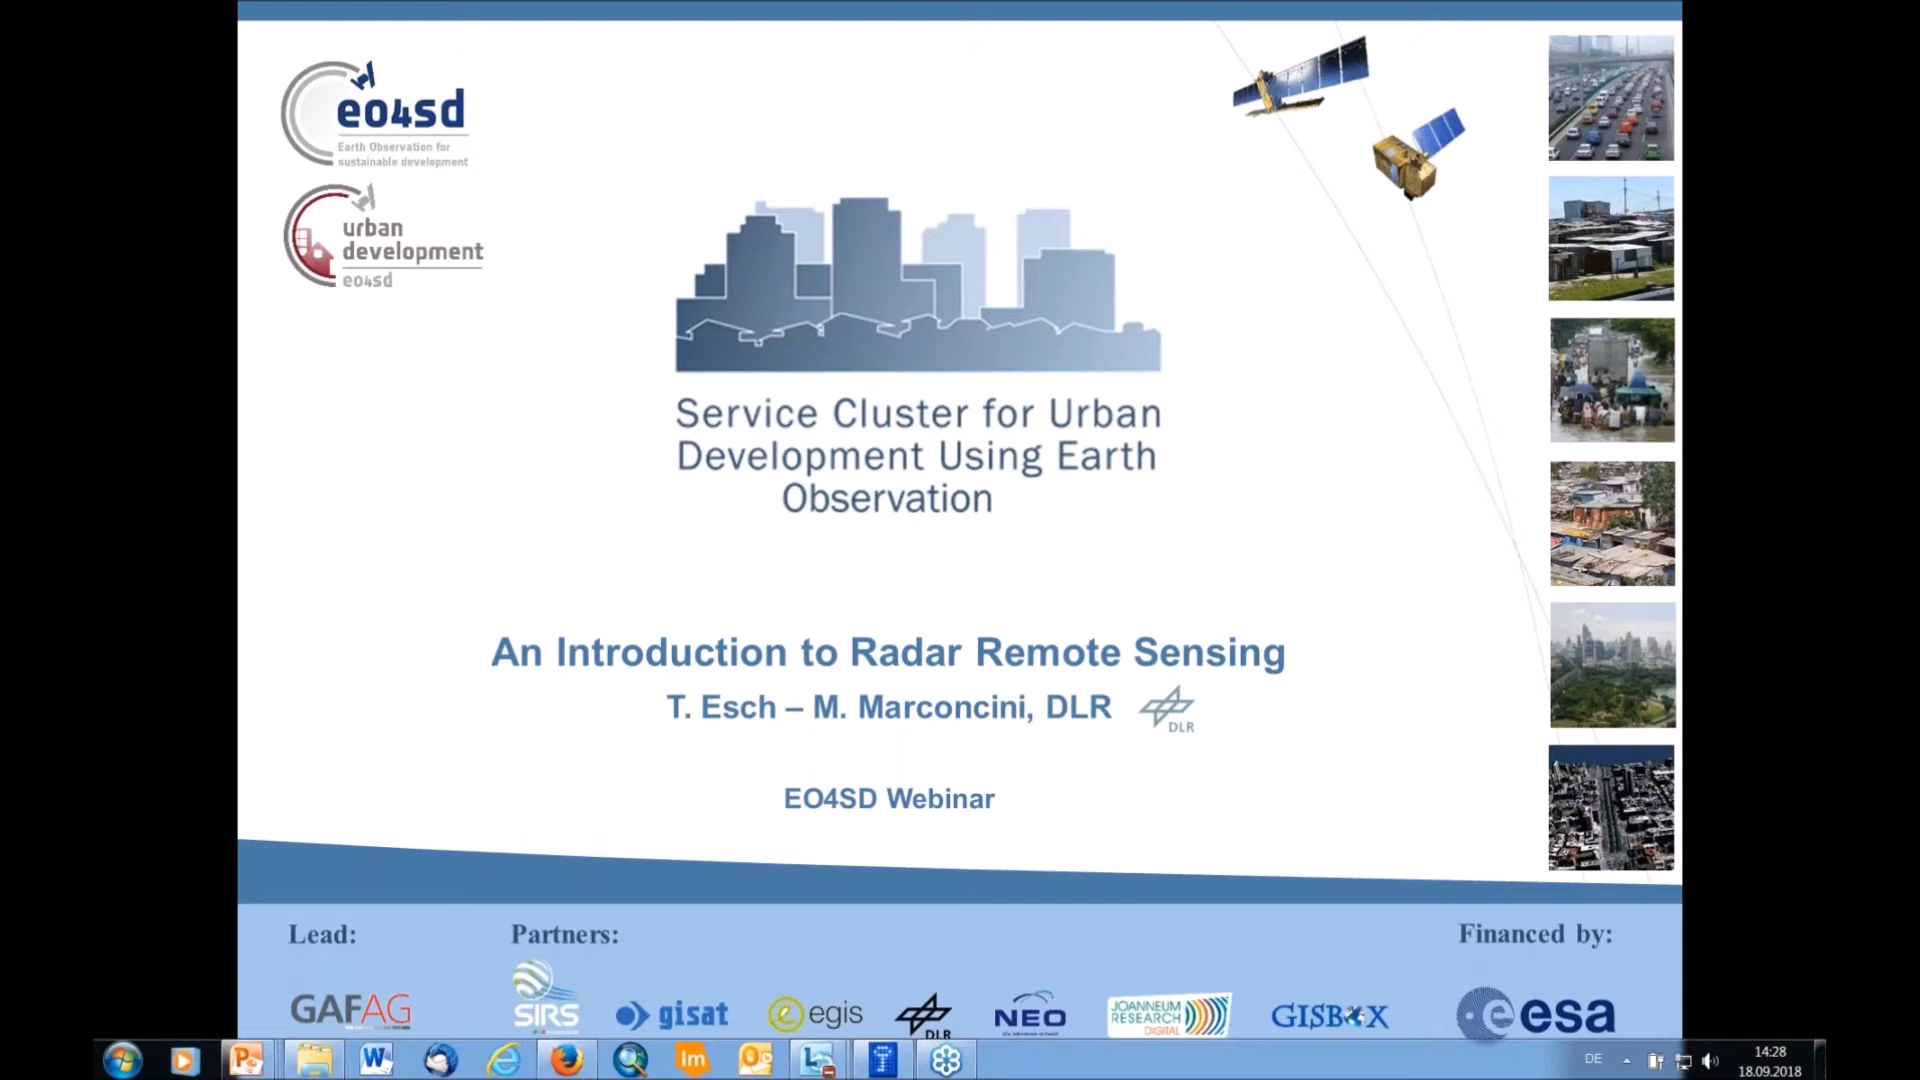 eo4sd
Earth Observation for
sustainable development
urban
development
eo4sd
Service Cluster for Urban
Development Using Earth
Observation
An Introduction to Radar Remote Sensing
T. Esch – M. Marconcini, DLR
DLR
EO4SD Webinar
Lead:
Partners:
Financed by:
GAFAG
SIRS
gisat
egis
DLR
NEO
JOANNEUM
RESEARCH
DIGITAL
GISBOX
esa
DE
14:28
18.09.2018